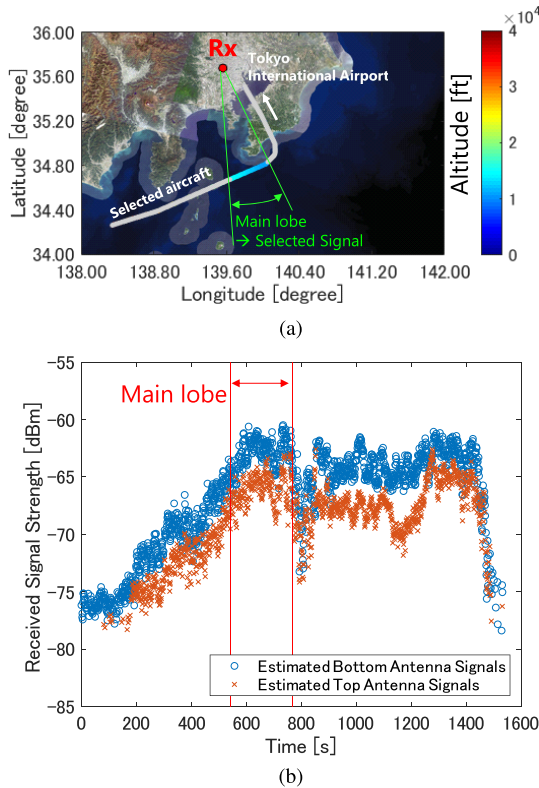 36.00
35.60
35.20
34.80
34.40
34.00
Latitude [degree]
Rx
Tokyo
International Airport
Selected aircraft
Main lobe
→ Selected Signal
138.00 138.80 139.60 140.40 141.20 142.00
Longitude [degree]
×10⁴
4
3
2
1
0
Altitude [ft]
(a)
-55
-60
-65
-70
-75
-80
-85
Received Signal Strength [dBm]
Main lobe
Estimated Bottom Antenna Signals
Estimated Top Antenna Signals
0 200 400 600 800 1000 1200 1400 1600
Time [s]
(b)